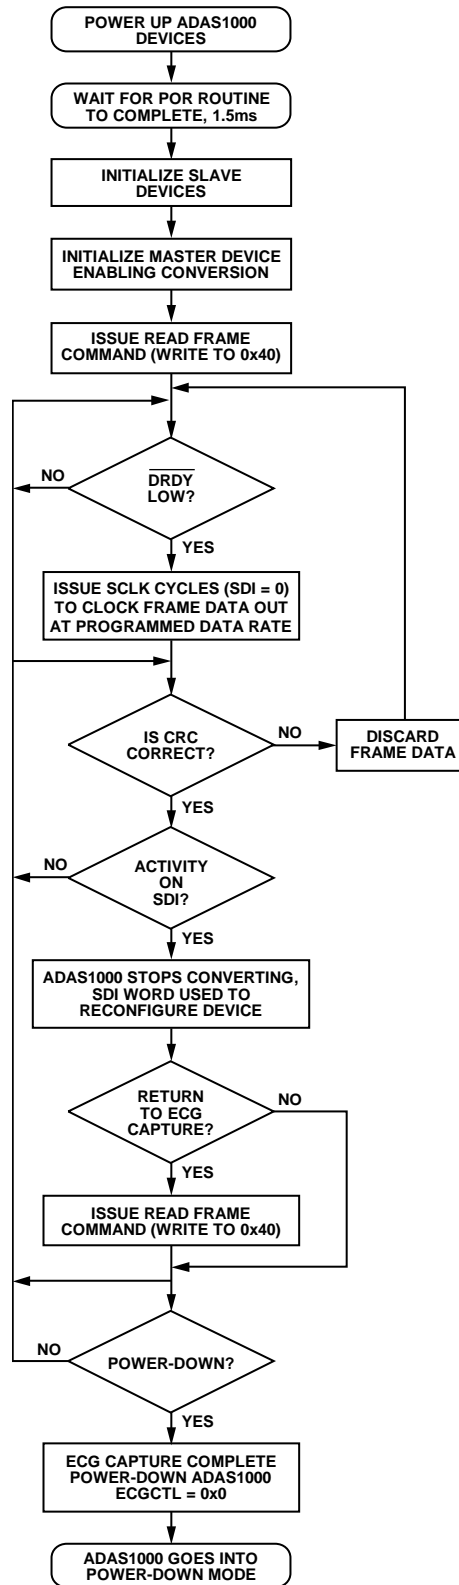 POWER UP ADAS1000
DEVICES
WAIT FOR POR ROUTINE
TO COMPLETE, 1.5ms
INITIALIZE SLAVE
DEVICES
INITIALIZE MASTER DEVICE
ENABLING CONVERSION
ISSUE READ FRAME
COMMAND (WRITE TO 0x40)
NO
DRDY
LOW?
YES
ISSUE SCLK CYCLES (SDI = 0)
TO CLOCK FRAME DATA OUT
AT PROGRAMMED DATA RATE
IS CRC
CORRECT?
NO
DISCARD
FRAME DATA
YES
NO
ACTIVITY
ON
SDI?
YES
ADAS1000 STOPS CONVERTING,
SDI WORD USED TO
RECONFIGURE DEVICE
RETURN
TO ECG
CAPTURE?
NO
YES
ISSUE READ FRAME
COMMAND (WRITE TO 0x40)
NO
POWER-DOWN?
YES
ECG CAPTURE COMPLETE
POWER-DOWN ADAS1000
ECGCTL = 0x0
ADAS1000 GOES INTO
POWER-DOWN MODE